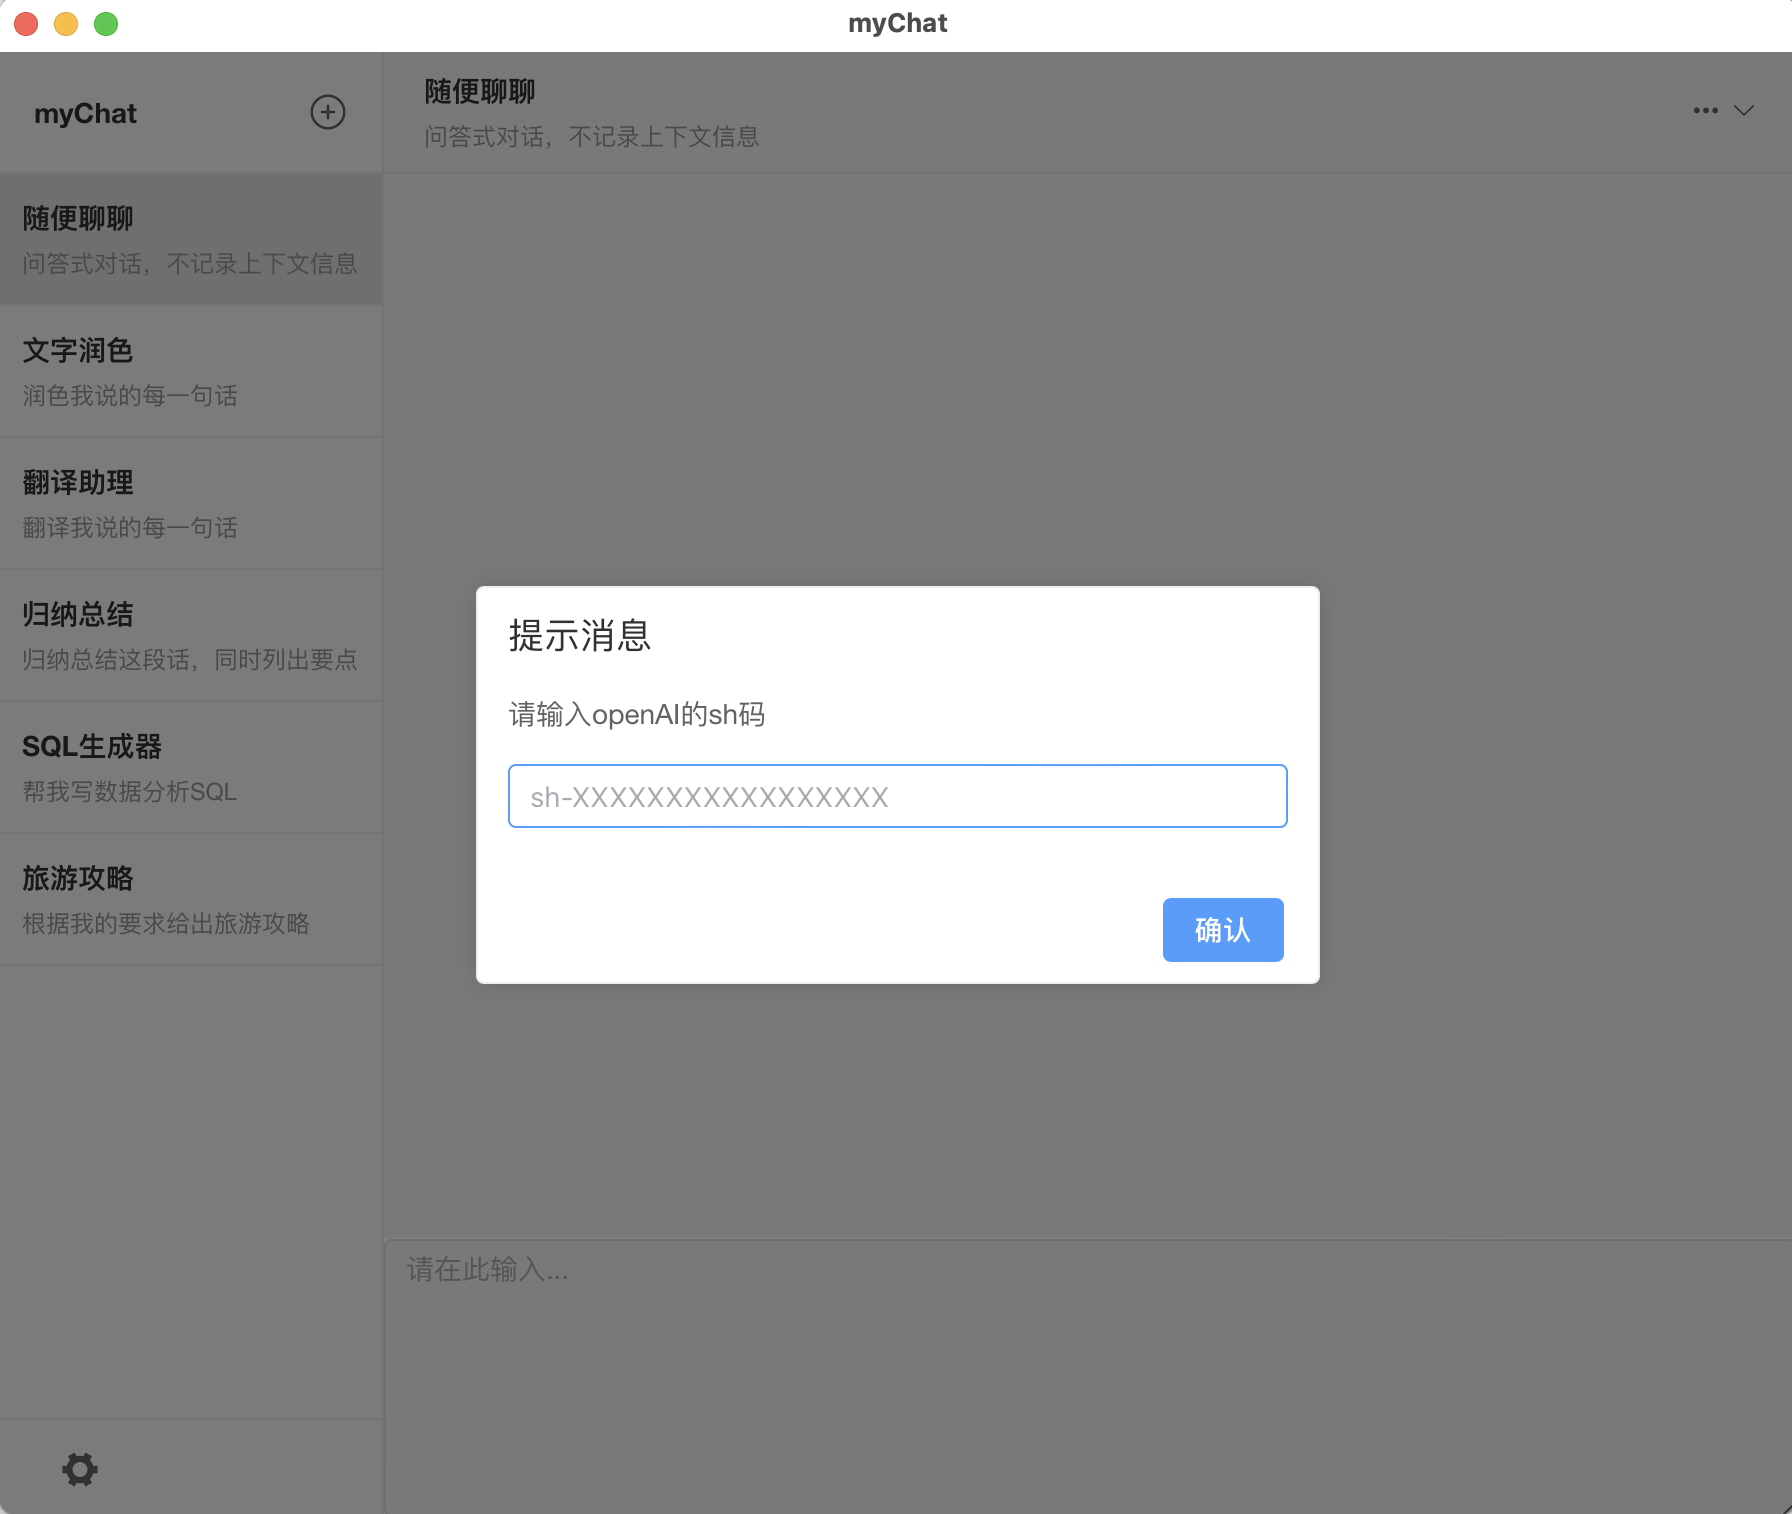 myChat
myChat
随便聊聊
问答式对话，不记录上下文信息
文字润色
润色我说的每一句话
翻译助理
翻译我说的每一句话
归纳总结
归纳总结这段话，同时列出要点
SQL生成器
帮我写数据分析SQL
旅游攻略
根据我的要求给出旅游攻略
随便聊聊
问答式对话，不记录上下文信息
提示消息
请输入openAI的sh码
sh-XXXXXXXXXXXXXXXXX
确认
请在此输入...